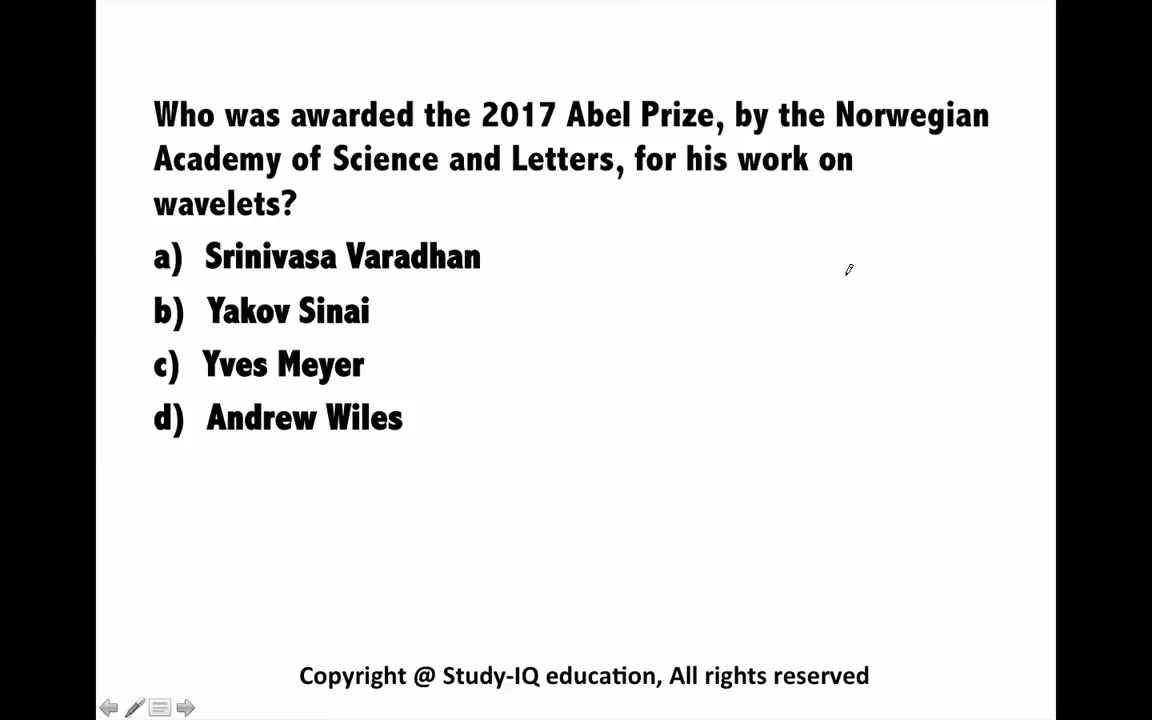 Who was awarded the 2017 Abel Prize, by the Norwegian
Academy of Science and Letters, for his work on
wavelets?
a) Srinivasa Varadhan
b) Yakov Sinai
c) Yves Meyer
d) Andrew Wiles
Copyright @ Study-IQ education, All rights reserved